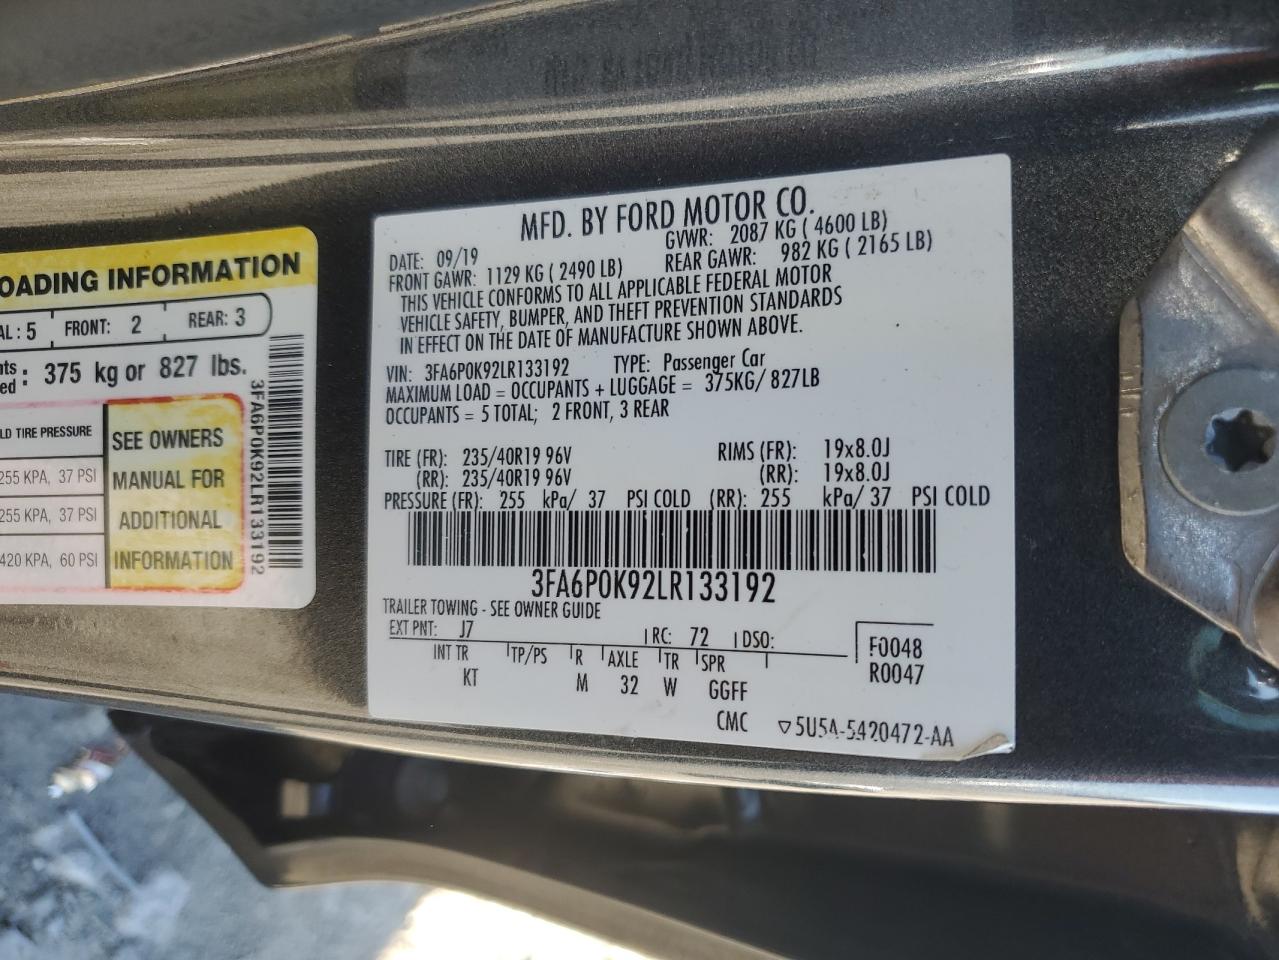 OADING INFORMATION
AL: 5 FRONT: 2 REAR: 3
nts
ed: 375 kg or 827 lbs.
LD TIRE PRESSURE
255 KPA, 37 PSI
255 KPA, 37 PSI
420 KPA, 60 PSI
SEE OWNERS
MANUAL FOR
ADDITIONAL
INFORMATION
3FA6P0K92LR133192
MFD. BY FORD MOTOR CO.
DATE: 09/19 GVWR: 2087 KG ( 4600 LB)
FRONT GAWR: 1129 KG ( 2490 LB) REAR GAWR: 982 KG ( 2165 LB)
THIS VEHICLE CONFORMS TO ALL APPLICABLE FEDERAL MOTOR
VEHICLE SAFETY, BUMPER, AND THEFT PREVENTION STANDARDS
IN EFFECT ON THE DATE OF MANUFACTURE SHOWN ABOVE.
VIN: 3FA6P0K92LR133192 TYPE: Passenger Car
MAXIMUM LOAD = OCCUPANTS + LUGGAGE = 375KG/ 827LB
OCCUPANTS = 5 TOTAL; 2 FRONT, 3 REAR
TIRE (FR): 235/40R19 96V RIMS (FR): 19x8.0J
(RR): 235/40R19 96V (RR): 19x8.0J
PRESSURE (FR): 255 kPa/ 37 PSI COLD (RR): 255 kPa/ 37 PSI COLD
3FA6P0K92LR133192
TRAILER TOWING - SEE OWNER GUIDE
EXT PNT: J7 RC: 72 DSO: F0048
INT TR TP/PS R AXLE TR SPR R0047
KT M 32 W GGFF
CMC ▽5U5A-5420472-AA